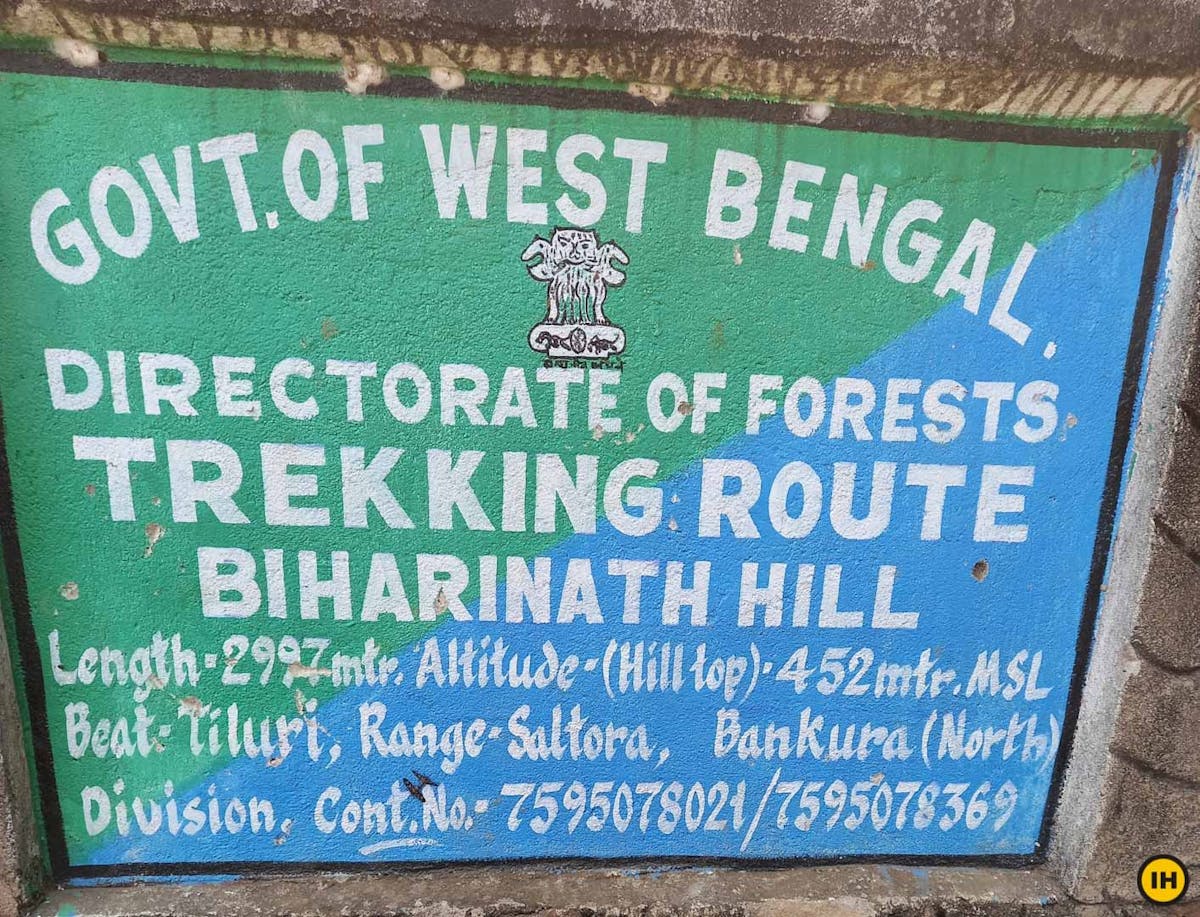 GOVT. OF WEST BENGAL.
DIRECTORATE OF FORESTS
TREKKING ROUTE
BIHARINATH HILL
Length-2997mtr. Altitude-(Hill top)-452mtr. MSL
Beat-Tiluri, Range-Saltora, Bankura (North)
Division, Cont. No.- 7595078021/7595078369
IH